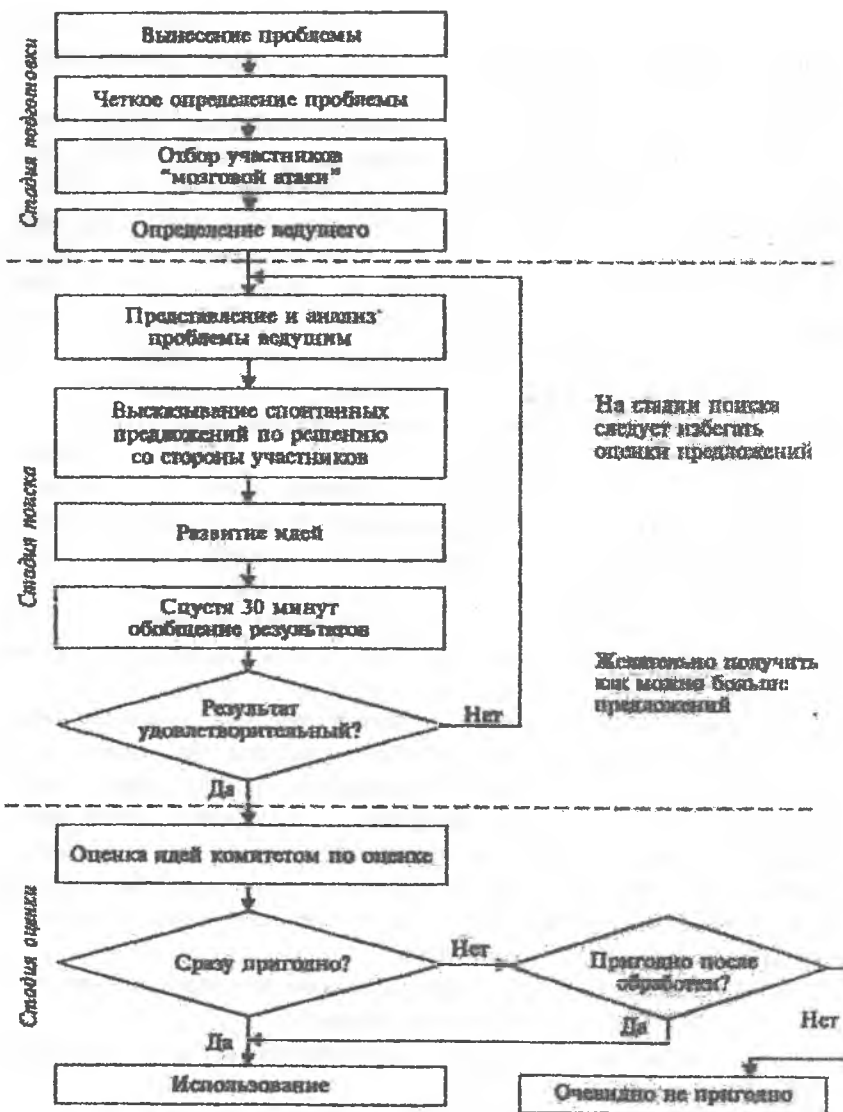 Стадия подготовки
Вынесение проблемы
Четкое определение проблемы
Отбор участников
“мозговой атаки”
Определение ведущего
Стадия поиска
Представление и анализ
проблемы ведущим
Высказывание спонтанных
предложений по решению
со стороны участников
На стадии поиска
следует избегать
оценки предложений
Развитие идей
Спустя 30 минут
обобщение результатов
Желательно получить
как можно больше
предложений
Результат
удовлетворительный?
Нет
Да
Стадия оценки
Оценка идей комитетом по оценке
Сразу пригодно?
Нет
Пригодно после
обработки?
Да
Да
Нет
Использование
Очевидно не пригодно